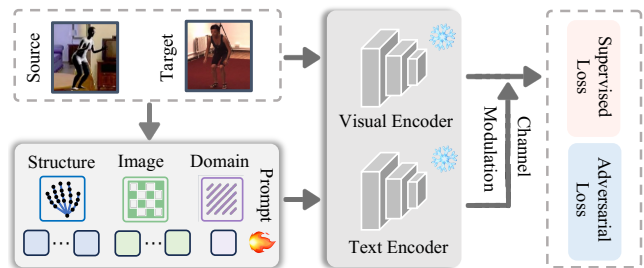 Source
Target
Structure
Image
Domain
Prompt
Visual Encoder
Text Encoder
Channel
Modulation
Supervised
Loss
Adversarial
Loss